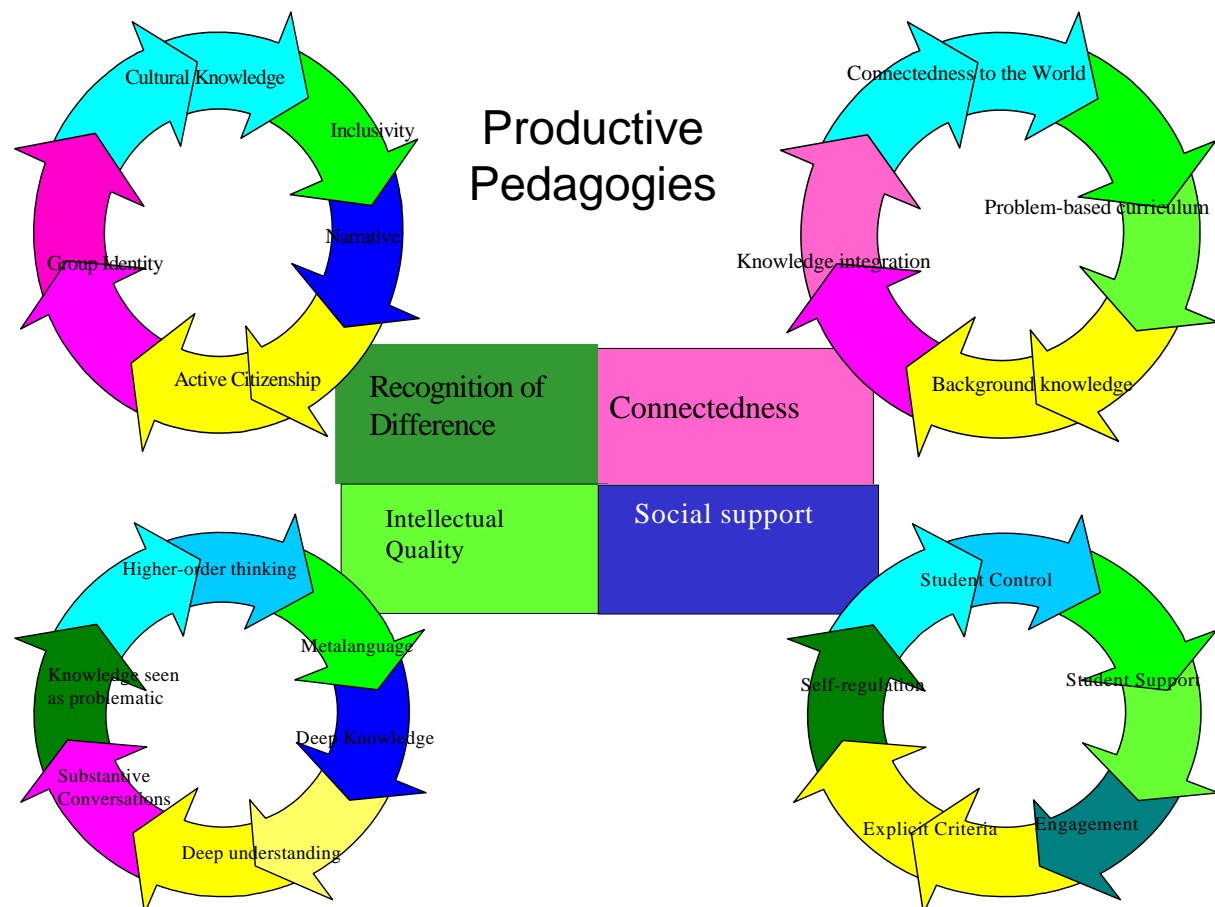 Productive
Pedagogies
Cultural Knowledge
Inclusivity
Narrative
Active Citizenship
Group Identity
Connectedness to the World
Problem-based curriculum
Background knowledge
Knowledge integration
Recognition of
Difference
Connectedness
Intellectual
Quality
Social support
Higher-order thinking
Metalanguage
Deep Knowledge
Deep understanding
Substantive
Conversations
Knowledge seen
as problematic
Student Control
Student Support
Engagement
Explicit Criteria
Self-regulation